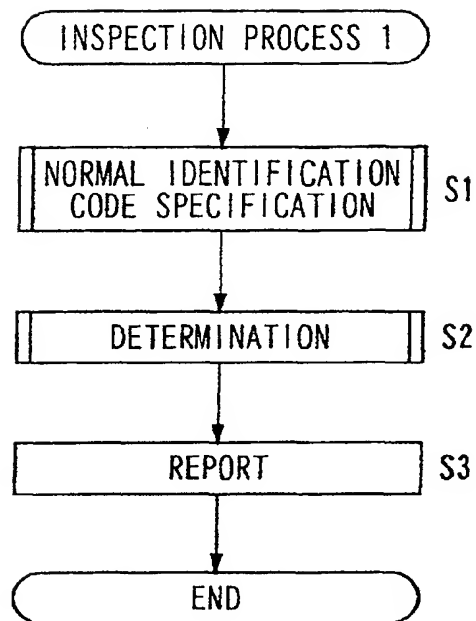 INSPECTION PROCESS 1
NORMAL IDENTIFICATION
CODE SPECIFICATION
S1
DETERMINATION
S2
REPORT
S3
END